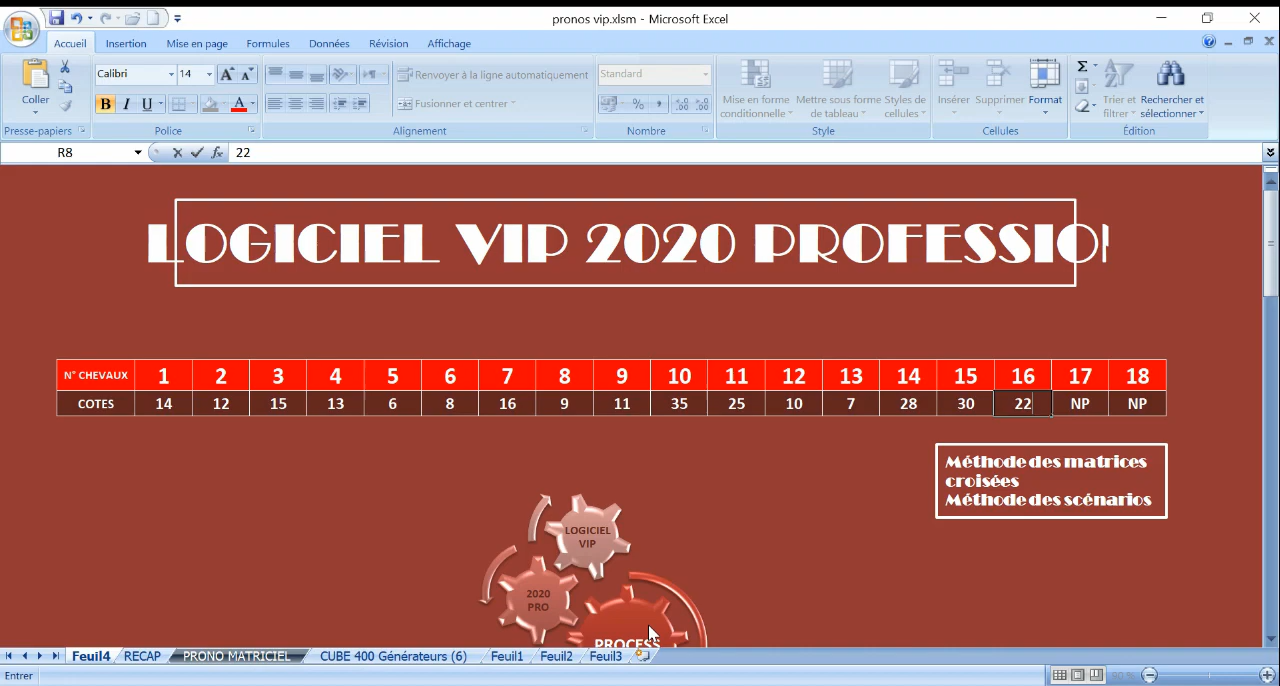 pronos vip.xlsm - Microsoft Excel
Accueil Insertion Mise en page Formules Données Révision Affichage
Coller
Presse-papiers
Calibri 14
B I U A
Police
Renvoyer à la ligne automatiquement
Fusionner et centrer
Alignement
Standard
% ,
Nombre
Mise en forme conditionnelle
Mettre sous forme de tableau
Styles de cellules
Style
Insérer Supprimer Format
Cellules
Σ
Trier et filtrer
Rechercher et sélectionner
Édition
R8 fx 22
LOGICIEL VIP 2020 PROFESSION
N° CHEVAUX 1 2 3 4 5 6 7 8 9 10 11 12 13 14 15 16 17 18
COTES 14 12 15 13 6 8 16 9 11 35 25 10 7 28 30 22 NP NP
Méthode des matrices
croisées
Méthode des scénarios
LOGICIEL
VIP
2020
PRO
PROCESS
Feuil4 RECAP PRONO MATRICIEL CUBE 400 Générateurs (6) Feuil1 Feuil2 Feuil3
Entrer 90 %